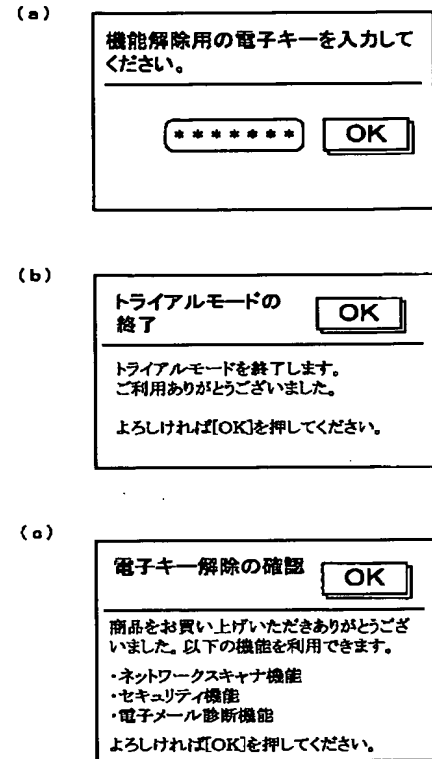 (a)
機能解除用の電子キーを入力して
ください。
******* OK
(b)
トライアルモードの
終了
OK
トライアルモードを終了します。
ご利用ありがとうございました。
よろしければ[OK]を押してください。
(c)
電子キー解除の確認 OK
商品をお買い上げいただきありがとうござ
いました。以下の機能を利用できます。
・ネットワークスキャナ機能
・セキュリティ機能
・電子メール診断機能
よろしければ[OK]を押してください。